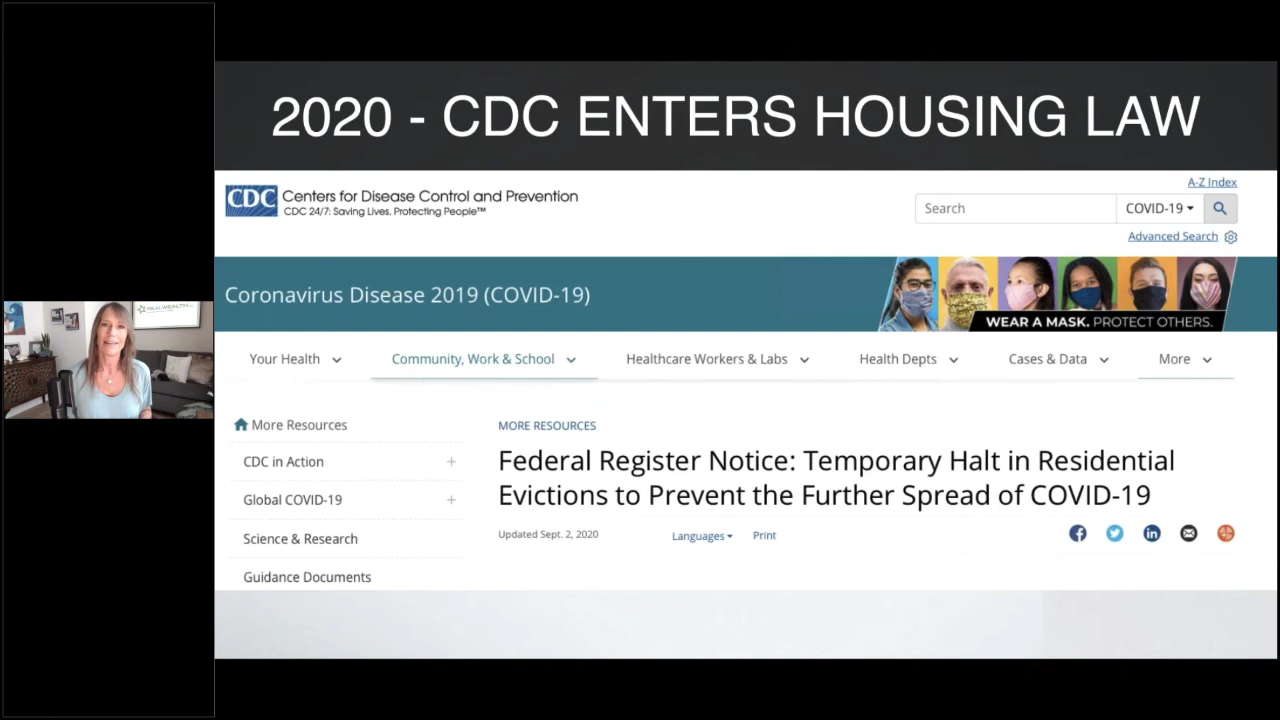 2020 - CDC ENTERS HOUSING LAW
CDC
Centers for Disease Control and Prevention
CDC 24/7: Saving Lives, Protecting People™
A-Z Index
Search
COVID-19
Advanced Search
Coronavirus Disease 2019 (COVID-19)
WEAR A MASK. PROTECT OTHERS.
Your Health
Community, Work & School
Healthcare Workers & Labs
Health Depts
Cases & Data
More
More Resources
CDC in Action
Global COVID-19
Science & Research
Guidance Documents
MORE RESOURCES
Federal Register Notice: Temporary Halt in Residential
Evictions to Prevent the Further Spread of COVID-19
Updated Sept. 2, 2020
Languages
Print
REALWEALTH